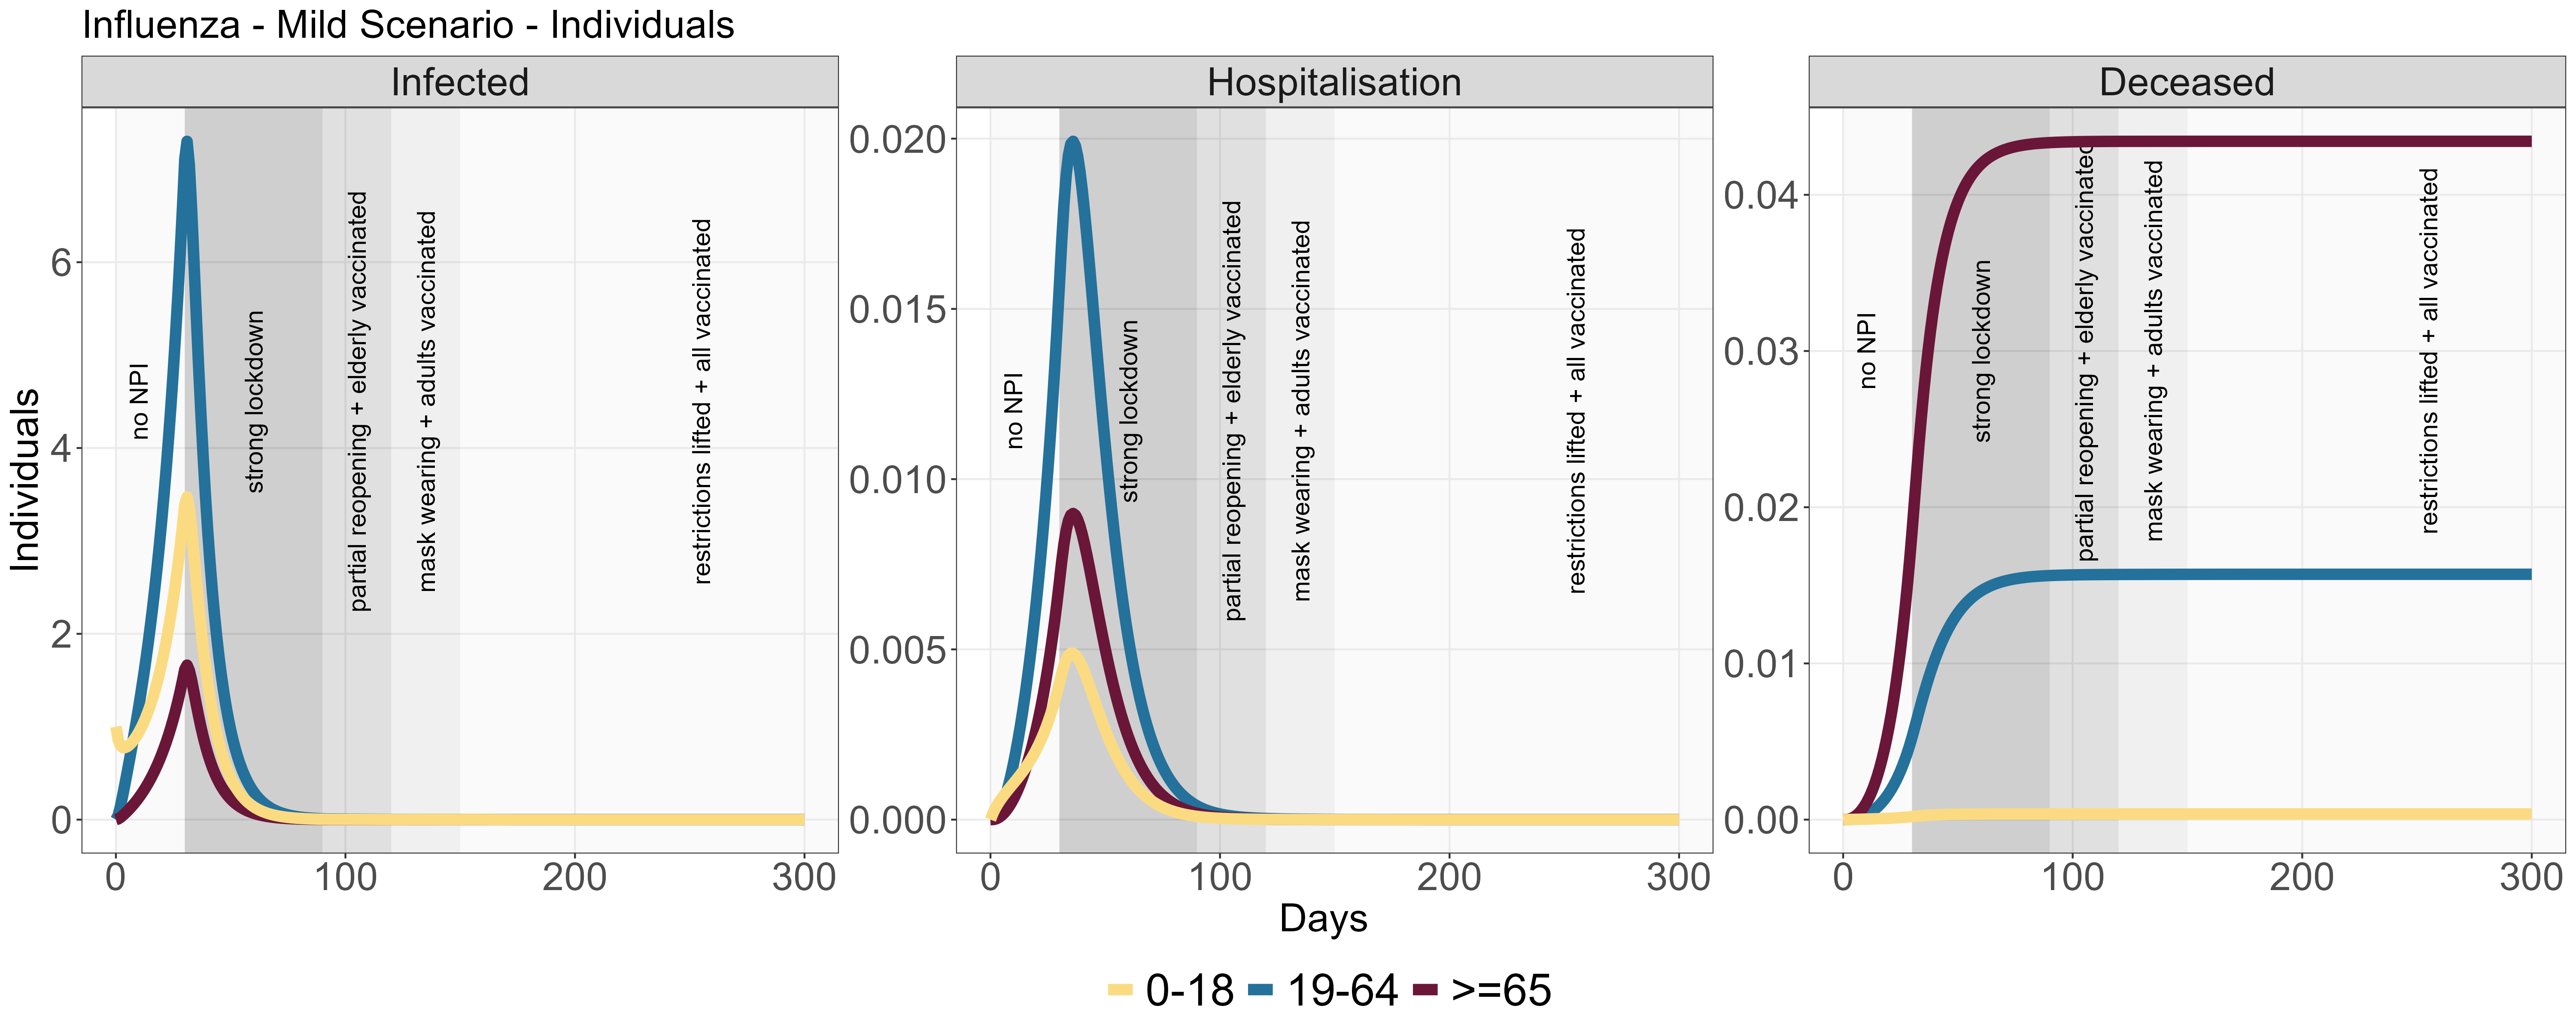 Influenza - Mild Scenario - Individuals
Infected
Hospitalisation
Deceased
Individuals
6
4
2
0
no NPI
strong lockdown
partial reopening + elderly vaccinated
mask wearing + adults vaccinated
restrictions lifted + all vaccinated
0
100
200
300
0.020
0.015
0.010
0.005
0.000
no NPI
strong lockdown
partial reopening + elderly vaccinated
mask wearing + adults vaccinated
restrictions lifted + all vaccinated
0
100
200
300
0.04
0.03
0.02
0.01
0.00
no NPI
strong lockdown
partial reopening + elderly vaccinated
mask wearing + adults vaccinated
restrictions lifted + all vaccinated
0
100
200
300
Days
0-18
19-64
>=65